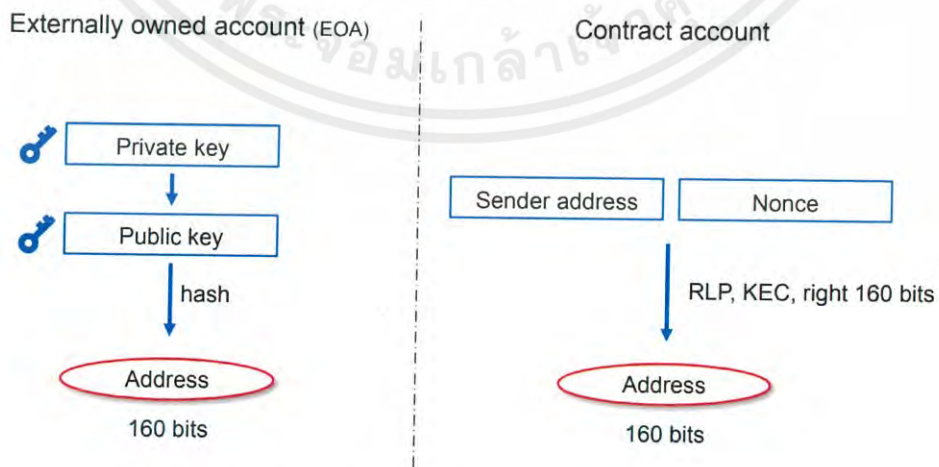 Externally owned account (EOA)
Private key
Public key
hash
Address
160 bits
Contract account
Sender address
Nonce
RLP, KEC, right 160 bits
Address
160 bits